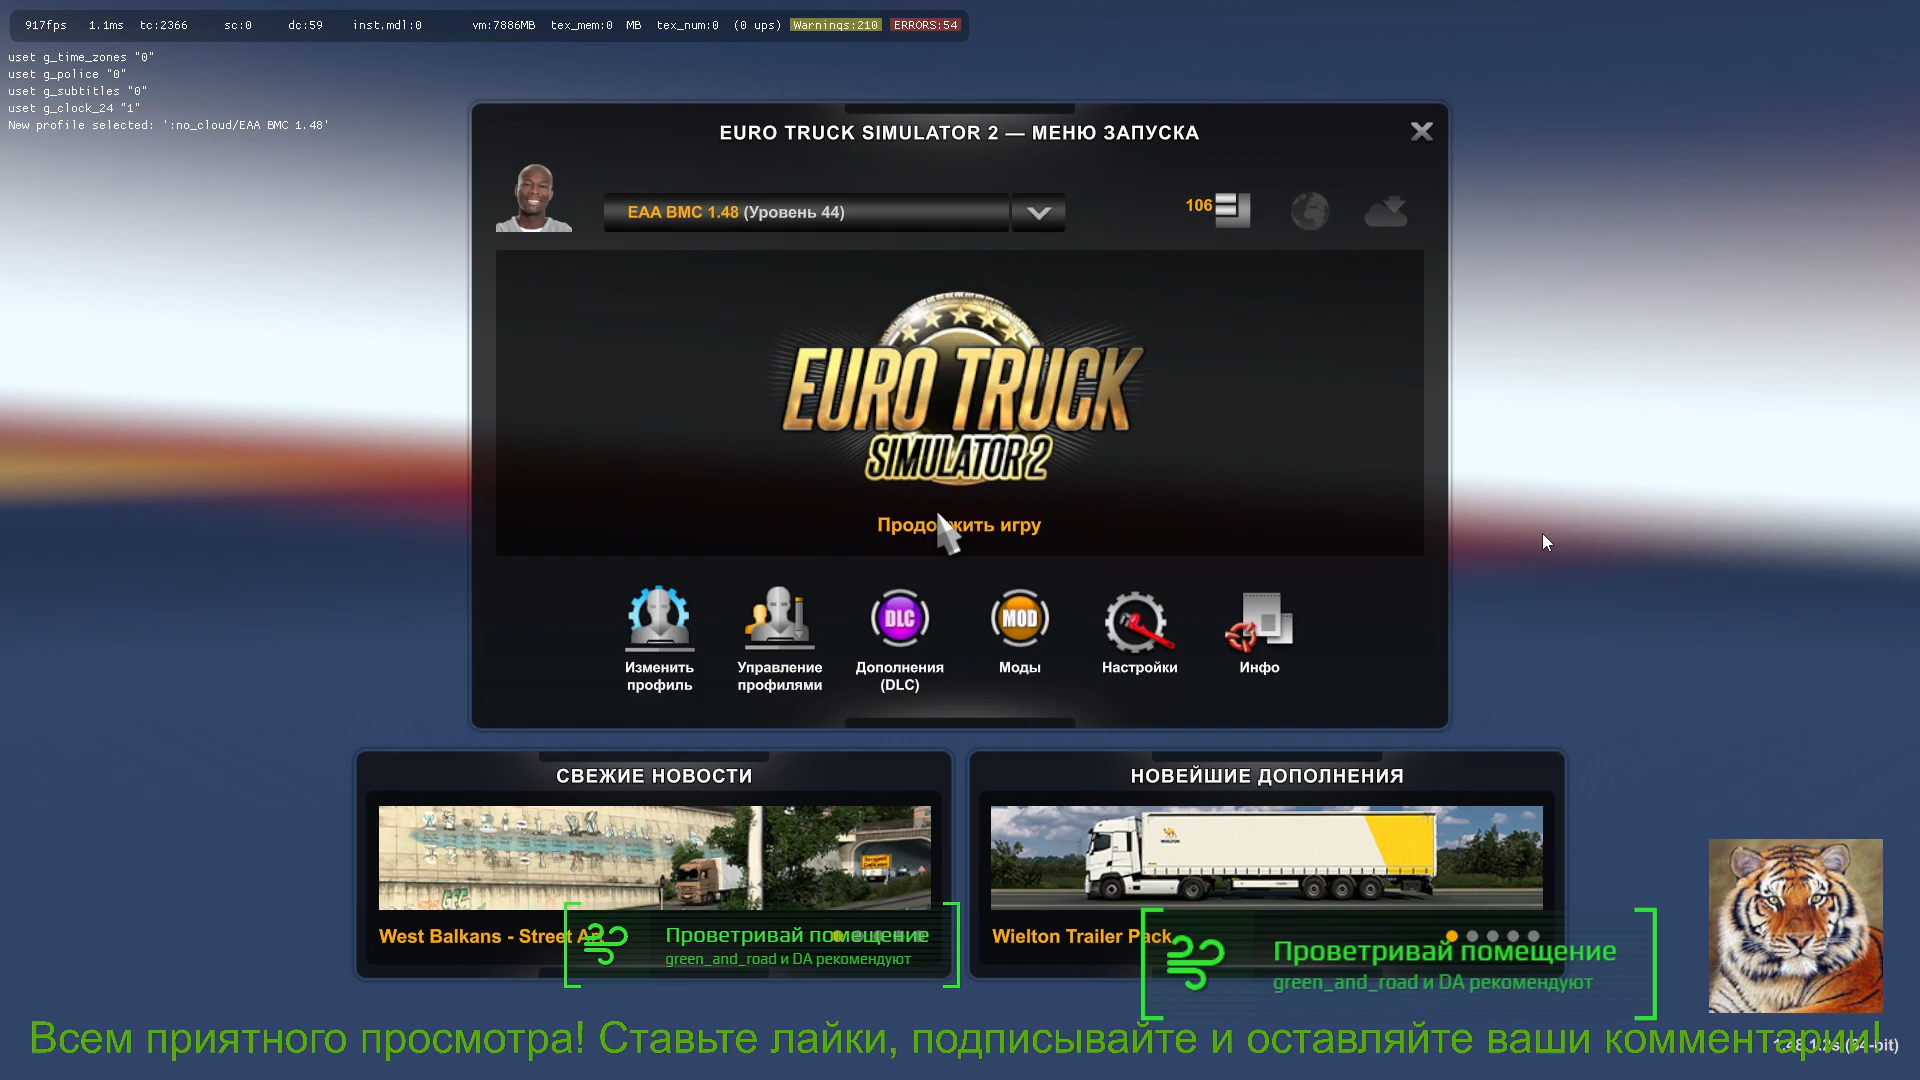 917fps 1.1ms tc:2366 sc:0 dc:59 inst.mdl:0 vm:7886MB tex_mem:0 MB tex_num:0 (0 ups) Warnings:210 ERRORS:54
uset g_time_zones "0"
uset g_police "0"
uset g_subtitles "0"
uset g_clock_24 "1"
New profile selected: ':no_cloud/EAA BMC 1.48'
EURO TRUCK SIMULATOR 2 — МЕНЮ ЗАПУСКА
EAA BMC 1.48 (Уровень 44)
106
EURO TRUCK
SIMULATOR 2
Продолжить игру
DLC
MOD
Изменить профиль
Управление профилями
Дополнения (DLC)
Моды
Настройки
Инфо
СВЕЖИЕ НОВОСТИ
НОВЕЙШИЕ ДОПОЛНЕНИЯ
WIELTON
West Balkans - Street
Wielton Trailer Pack
Проветривай помещение
green_and_road и DA рекомендуют
Проветривай помещение
green_and_road и DA рекомендуют
Всем приятного просмотра! Ставьте лайки, подписывайте и оставляйте ваши комментарии!